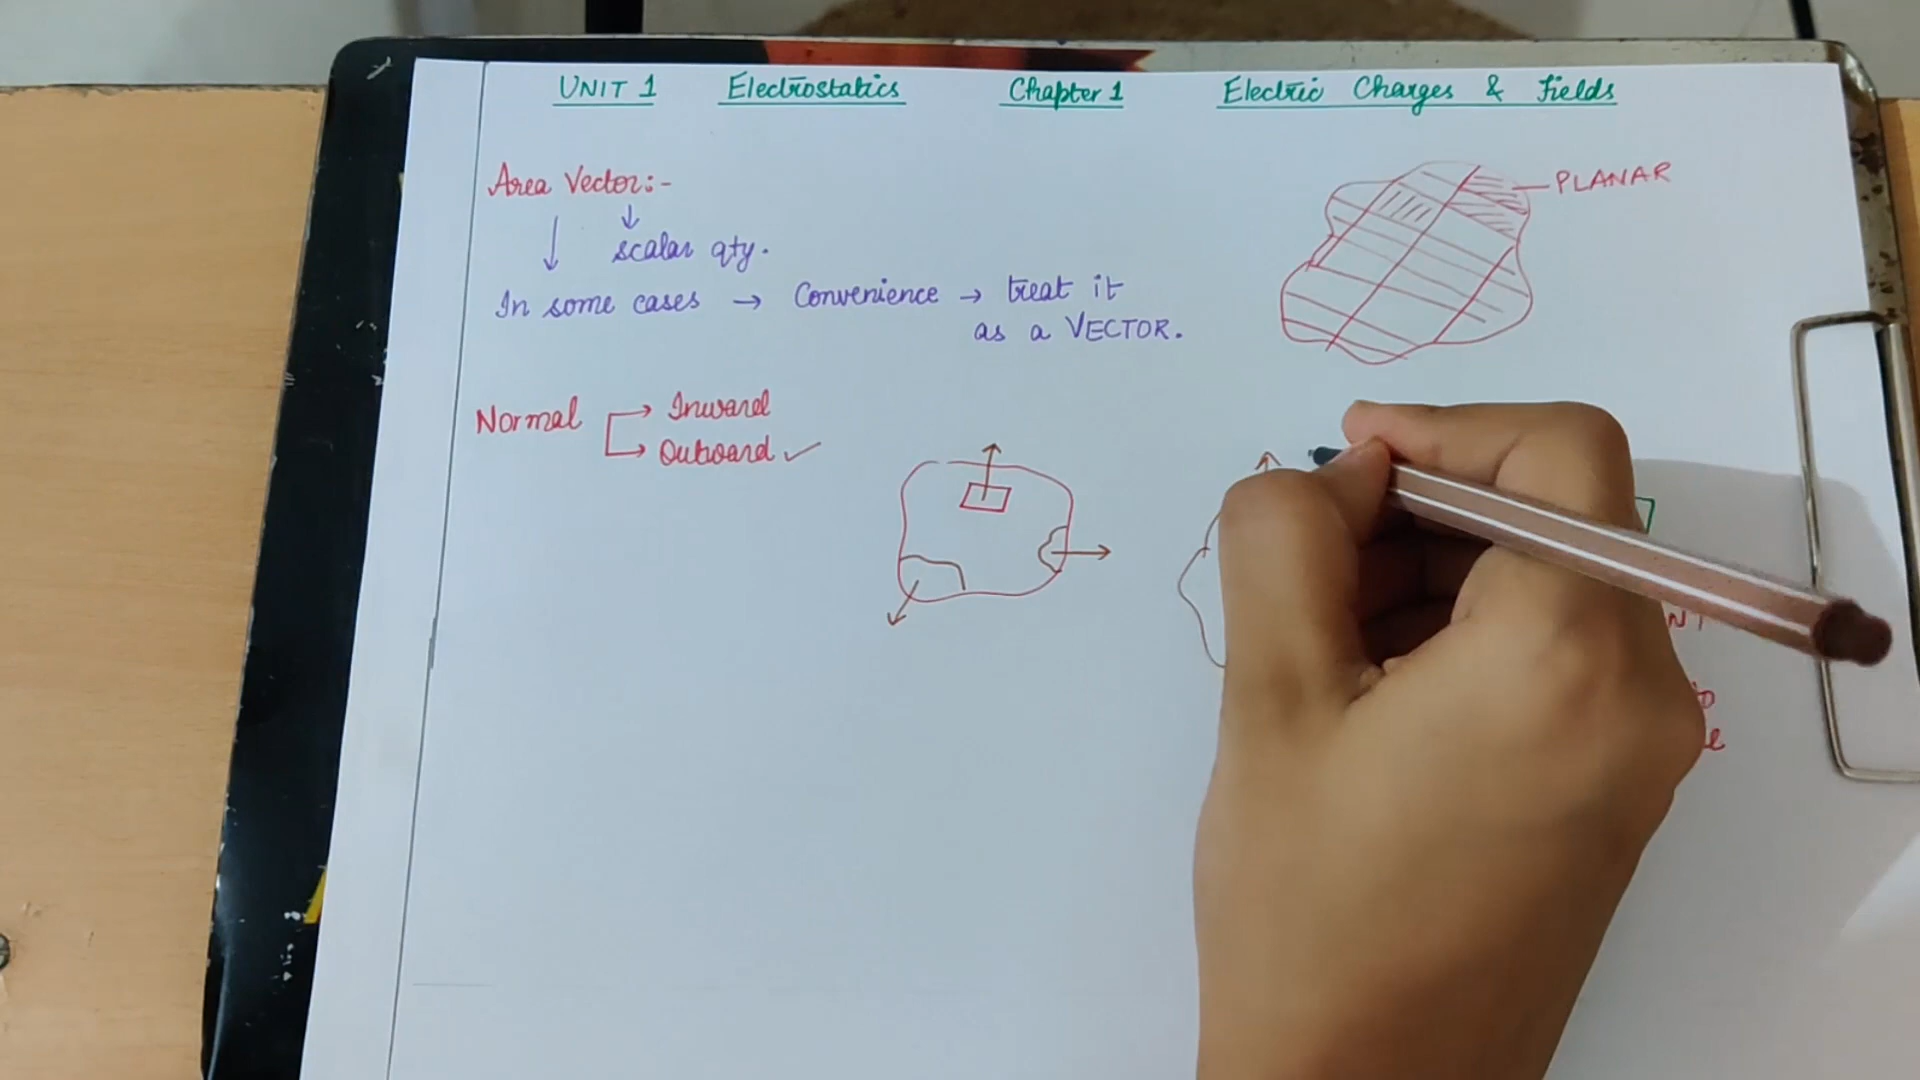 UNIT 1 Electrostatics Chapter 1 Electric Charges & Fields
Area Vector:-
PLANAR
scalar qty.
In some cases → Convenience → treat it
as a VECTOR.
Normal → Inward
→ Outward ✓